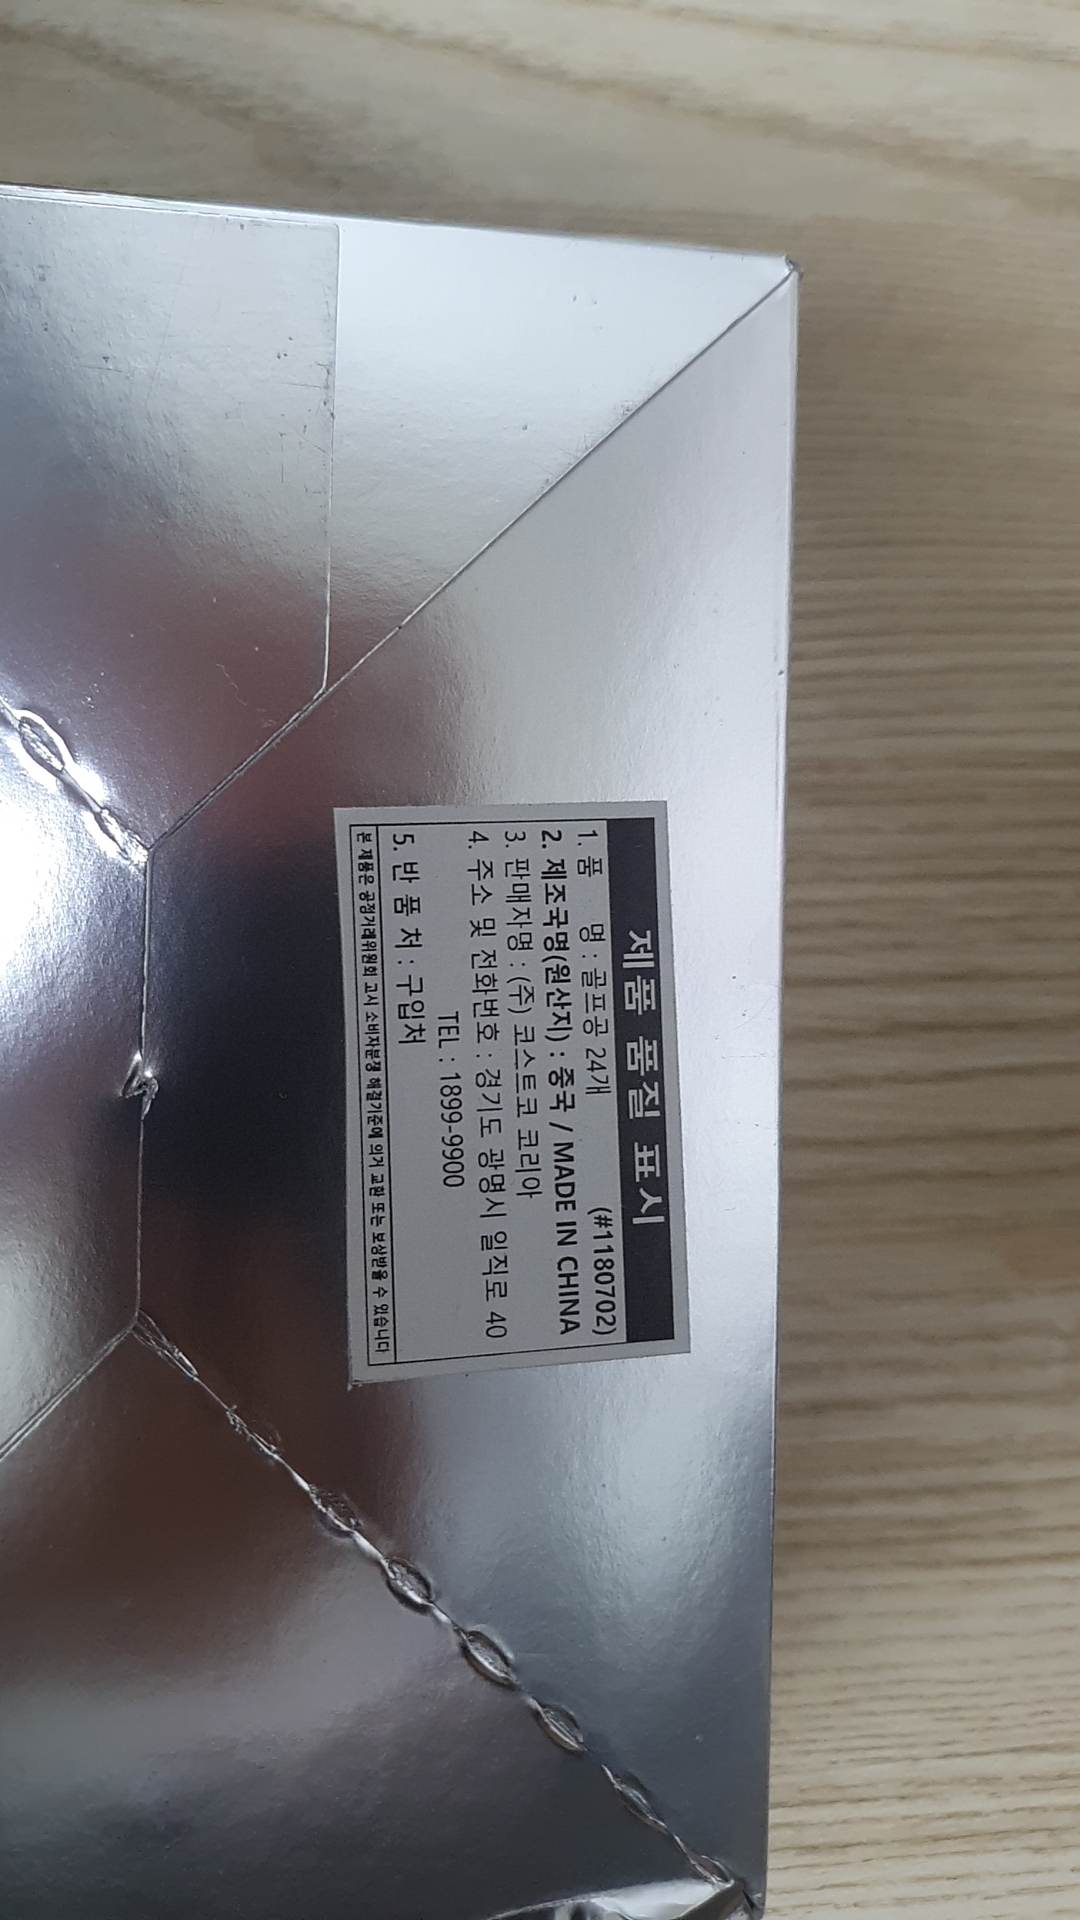 제품 품질 표시
1. 품 명 : 골프공 24개 (#1180702)
2. 제조국명(원산지) : 중국 / MADE IN CHINA
3. 판매자명 : (주) 코스트코 코리아
4. 주소 및 전화번호 : 경기도 광명시 일직로 40
TEL : 1899-9900
5. 반 품 처 : 구입처
본 제품은 공정거래위원회 고시 소비자분쟁 해결기준에 의거 교환 또는 보상받을 수 있습니다